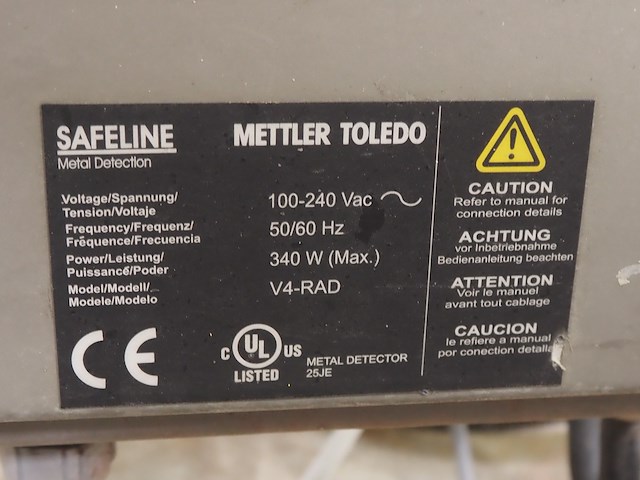 SAFELINE
Metal Detection
METTLER TOLEDO
Voltage/Spannung/
Tension/Voltaje
100-240 Vac
Frequency/Frequenz/
Fréquence/Frecuencia
50/60 Hz
Power/Leistung/
Puissancé/Poder
340 W (Max.)
Model/Modell/
Modele/Modelo
V4-RAD
CE
C UL US
LISTED
METAL DETECTOR
25JE
CAUTION
Refer to manual for
connection details
ACHTUNG
vor Inbetriebnahme
Bedienanleitung beachten
ATTENTION
Voir le manuel
avant tout cablage
CAUCION
le refiere a manual
por conection detalla